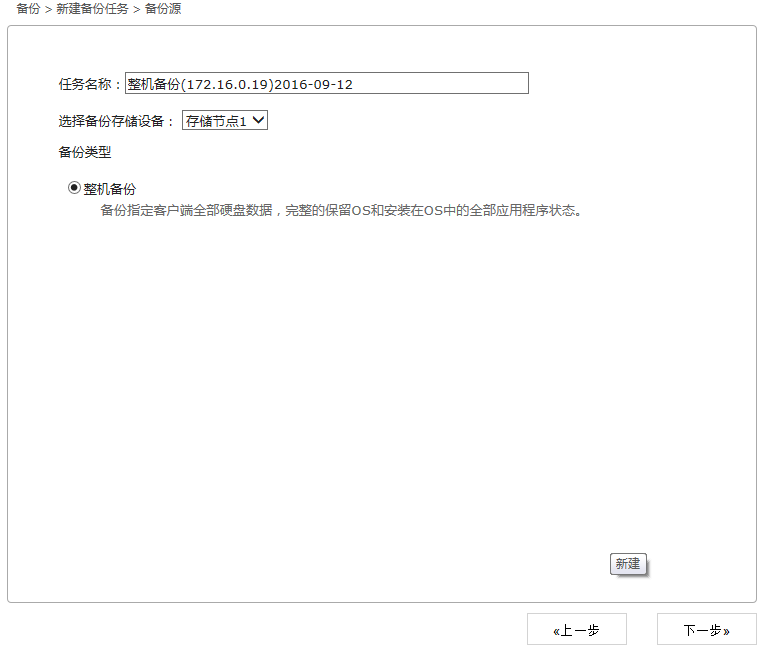 备份 > 新建备份任务 > 备份源
任务名称：整机备份(172.16.0.19)2016-09-12
选择备份存储设备： 存储节点1
备份类型
整机备份
备份指定客户端全部硬盘数据，完整的保留OS和安装在OS中的全部应用程序状态。
新建
«上一步 下一步»